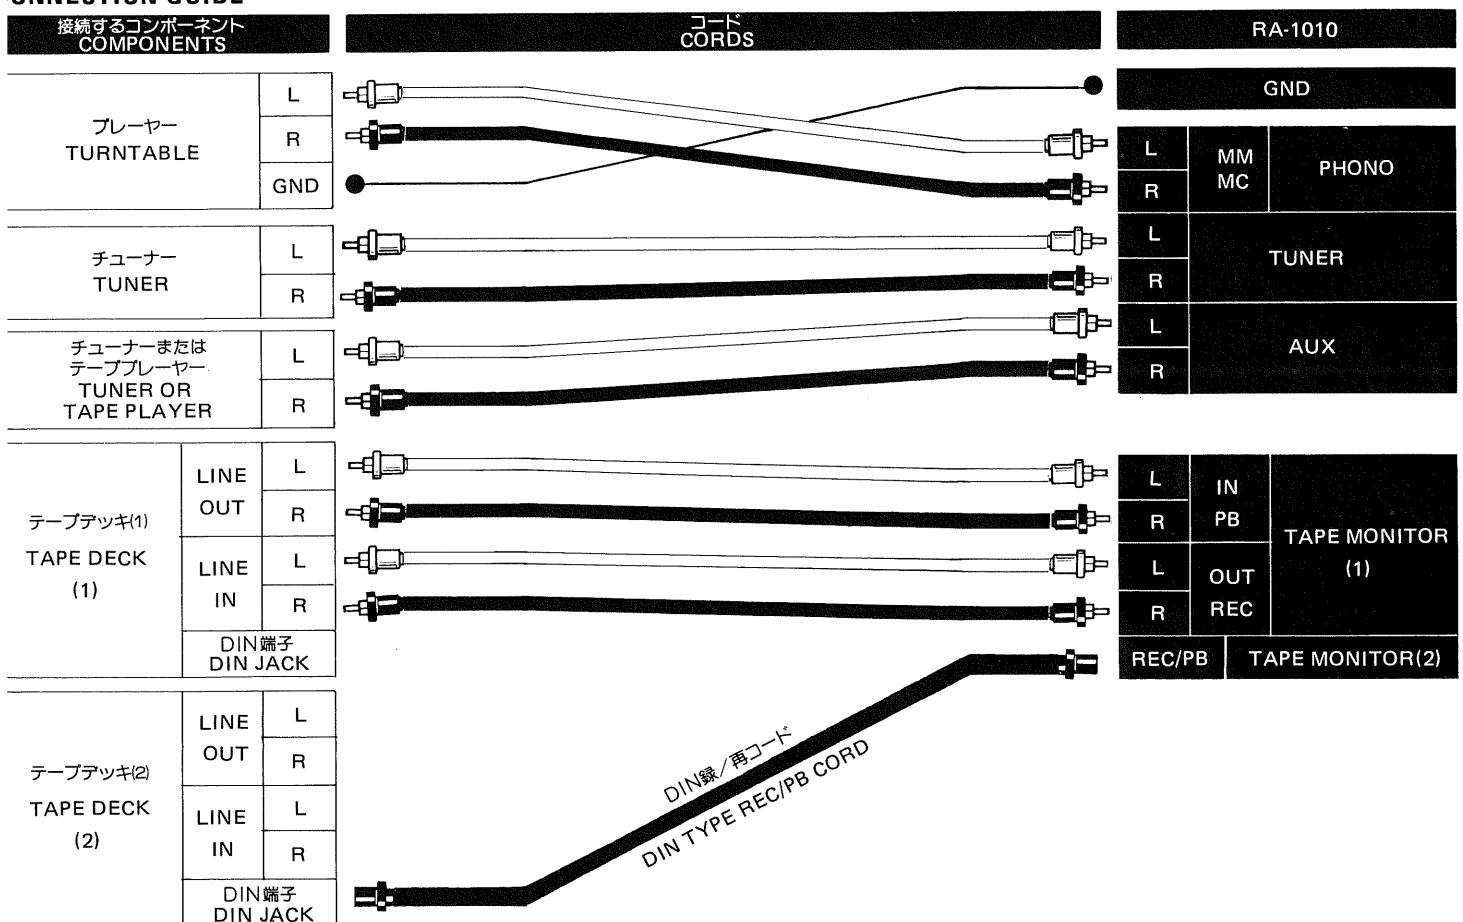 CONNECTION GUIDE
接続するコンポーネント
COMPONENTS
コード
CORDS
RA-1010
プレーヤー
TURNTABLE
L
R
GND
GND
L
R
MM
MC
PHONO
チューナー
TUNER
L
R
L
R
TUNER
チューナーまたは
テーププレーヤー
TUNER OR
TAPE PLAYER
L
R
L
R
AUX
テープデッキ(1)
TAPE DECK
(1)
LINE
OUT
L
R
LINE
IN
L
R
DIN端子
DIN JACK
L
R
IN
PB
L
R
OUT
REC
TAPE MONITOR
(1)
REC/PB
TAPE MONITOR(2)
テープデッキ(2)
TAPE DECK
(2)
LINE
OUT
L
R
LINE
IN
L
R
DIN端子
DIN JACK
DIN録/再コード
DIN TYPE REC/PB CORD